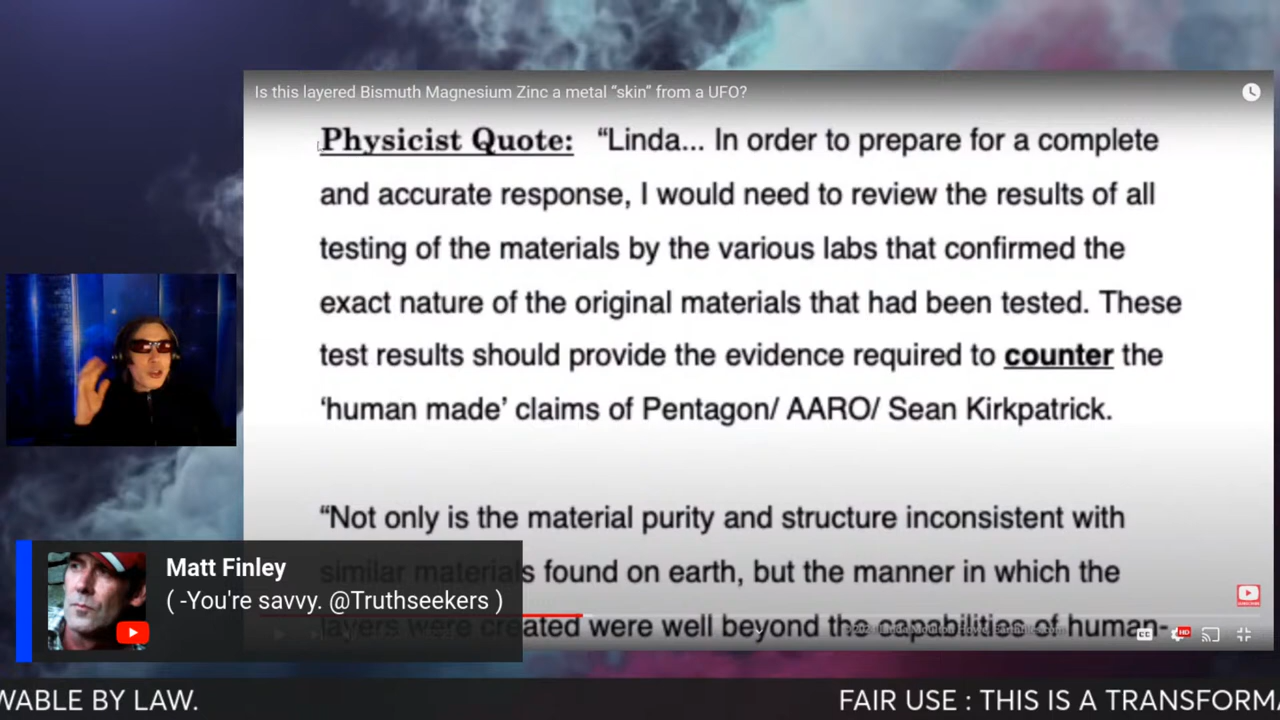 Is this layered Bismuth Magnesium Zinc a metal “skin” from a UFO?
Physicist Quote: “Linda... In order to prepare for a complete
and accurate response, I would need to review the results of all
testing of the materials by the various labs that confirmed the
exact nature of the original materials that had been tested. These
test results should provide the evidence required to counter the
‘human made’ claims of Pentagon/ AARO/ Sean Kirkpatrick.
“Not only is the material purity and structure inconsistent with
similar materials found on earth, but the manner in which the
layers were created were well beyond the capabilities of human-
Matt Finley
( -You're savvy. @Truthseekers )
CC
HD
WABLE BY LAW.
FAIR USE : THIS IS A TRANSFORMA